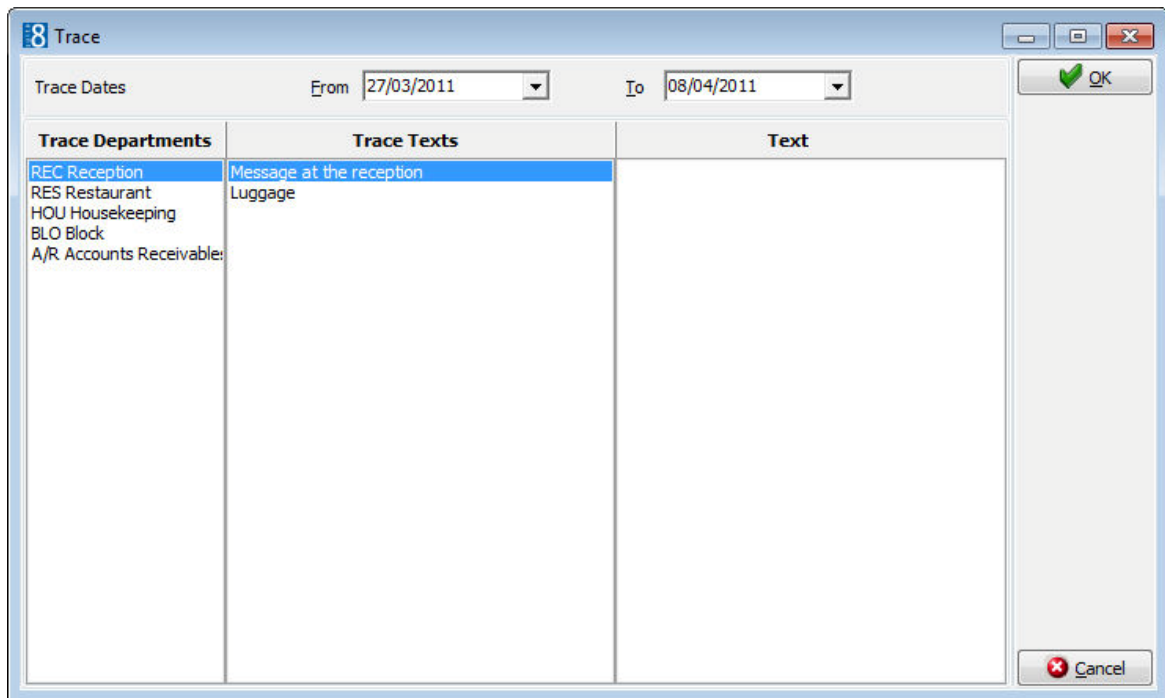 8 Trace
Trace Dates From 27/03/2011 To 08/04/2011 OK
Trace Departments Trace Texts Text
REC Reception Message at the reception
RES Restaurant Luggage
HOU Housekeeping
BLO Block
A/R Accounts Receivable
Cancel